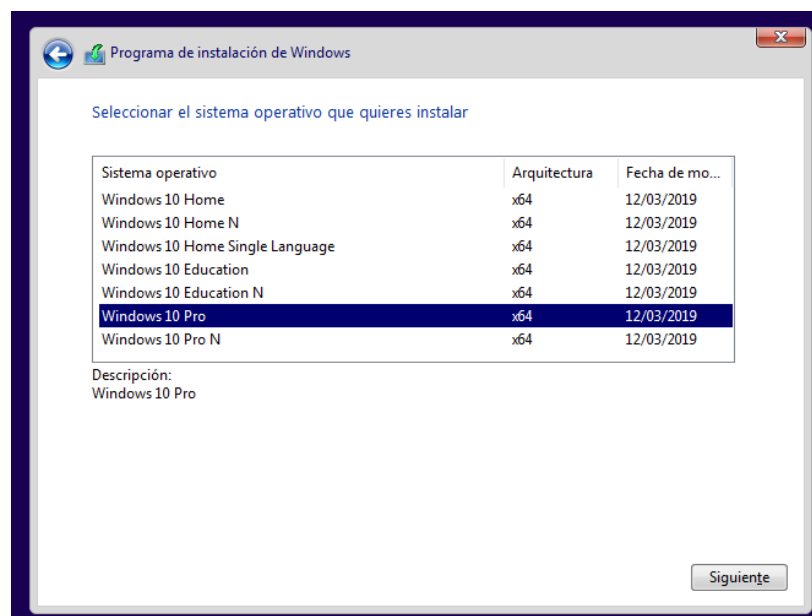 Programa de instalación de Windows
Seleccionar el sistema operativo que quieres instalar
Sistema operativo Arquitectura Fecha de mo...
Windows 10 Home x64 12/03/2019
Windows 10 Home N x64 12/03/2019
Windows 10 Home Single Language x64 12/03/2019
Windows 10 Education x64 12/03/2019
Windows 10 Education N x64 12/03/2019
Windows 10 Pro x64 12/03/2019
Windows 10 Pro N x64 12/03/2019
Descripción:
Windows 10 Pro
Siguiente